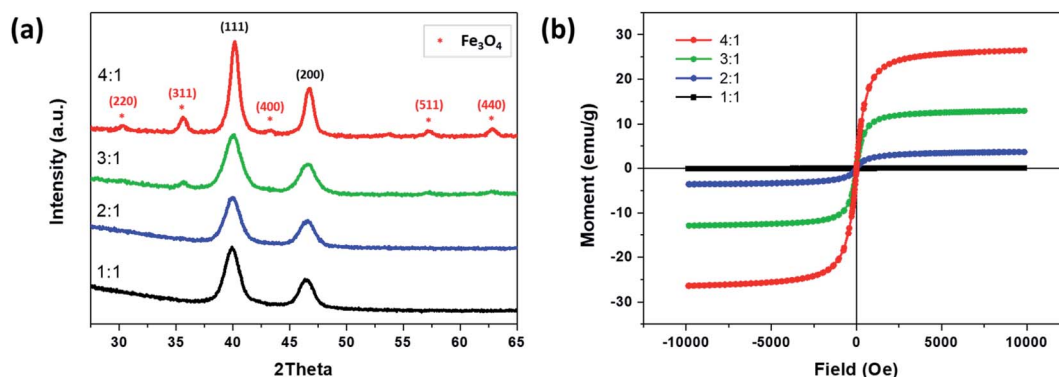 (a)
(111)
* Fe₃O₄
4:1
(200)
(220)
(311)
(400)
(511)
(440)
3:1
2:1
1:1
Intensity (a.u.)
30 35 40 45 50 55 60 65
2Theta
(b)
4:1
3:1
2:1
1:1
30
20
10
0
-10
-20
-30
Moment (emu/g)
-10000 -5000 0 5000 10000
Field (Oe)